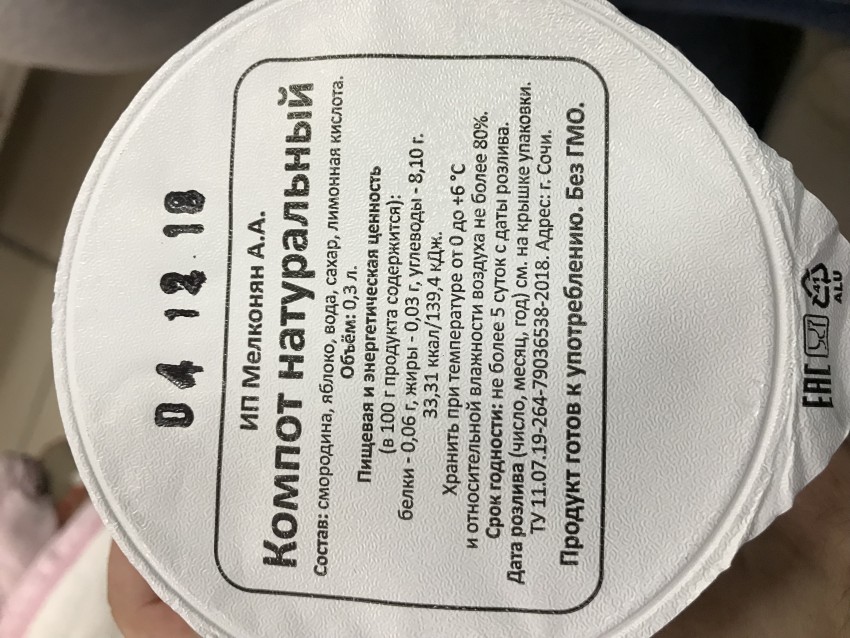 04 12 18
ИП Мелконян А.А.
Компот натуральный
Состав: смородина, яблоко, вода, сахар, лимонная кислота.
Объём: 0,3 л.
Пищевая и энергетическая ценность
(в 100 г продукта содержится):
белки - 0,06 г, жиры - 0,03 г, углеводы - 8,10 г.
33,31 ккал/139,4 кДж.
Хранить при температуре от 0 до +6 °С
и относительной влажности воздуха не более 80%.
Срок годности: не более 5 суток с даты розлива.
Дата розлива (число, месяц, год) см. на крышке упаковки.
ТУ 11.07.19-264-79036538-2018. Адрес: г. Сочи.
Продукт готов к употреблению. Без ГМО.
ЕАС
41
ALU